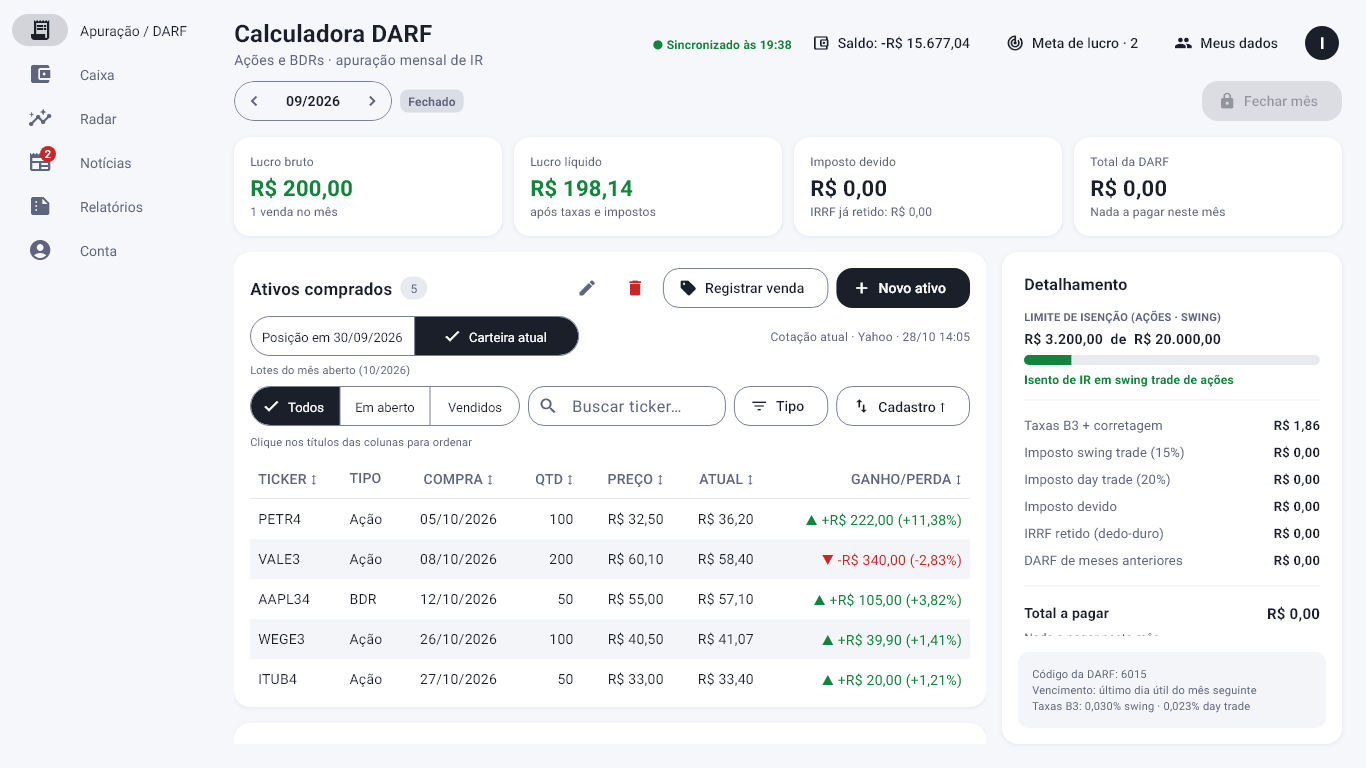 Apuração / DARF
Caixa
Radar
2
Notícias
Relatórios
Conta
Calculadora DARF
Ações e BDRs · apuração mensal de IR
Sincronizado às 19:38
Saldo: -R$ 15.677,04
Meta de lucro · 2
Meus dados
I
09/2026
Fechado
Fechar mês
Lucro bruto
R$ 200,00
1 venda no mês
Lucro líquido
R$ 198,14
após taxas e impostos
Imposto devido
R$ 0,00
IRRF já retido: R$ 0,00
Total da DARF
R$ 0,00
Nada a pagar neste mês
Ativos comprados 5
Registrar venda
+ Novo ativo
Posição em 30/09/2026
Carteira atual
Cotação atual · Yahoo · 28/10 14:05
Lotes do mês aberto (10/2026)
Todos
Em aberto
Vendidos
Buscar ticker...
Tipo
Cadastro ↑
Clique nos títulos das colunas para ordenar
TICKER ↕ TIPO COMPRA ↕ QTD ↕ PREÇO ↕ ATUAL ↕ GANHO/PERDA ↕
PETR4 Ação 05/10/2026 100 R$ 32,50 R$ 36,20 ▲ +R$ 222,00 (+11,38%)
VALE3 Ação 08/10/2026 200 R$ 60,10 R$ 58,40 ▼ -R$ 340,00 (-2,83%)
AAPL34 BDR 12/10/2026 50 R$ 55,00 R$ 57,10 ▲ +R$ 105,00 (+3,82%)
WEGE3 Ação 26/10/2026 100 R$ 40,50 R$ 41,07 ▲ +R$ 39,90 (+1,41%)
ITUB4 Ação 27/10/2026 50 R$ 33,00 R$ 33,40 ▲ +R$ 20,00 (+1,21%)
Detalhamento
LIMITE DE ISENÇÃO (AÇÕES · SWING)
R$ 3.200,00 de R$ 20.000,00
Isento de IR em swing trade de ações
Taxas B3 + corretagem R$ 1,86
Imposto swing trade (15%) R$ 0,00
Imposto day trade (20%) R$ 0,00
Imposto devido R$ 0,00
IRRF retido (dedo-duro) R$ 0,00
DARF de meses anteriores R$ 0,00
Total a pagar R$ 0,00
Código da DARF: 6015
Vencimento: último dia útil do mês seguinte
Taxas B3: 0,030% swing · 0,023% day trade